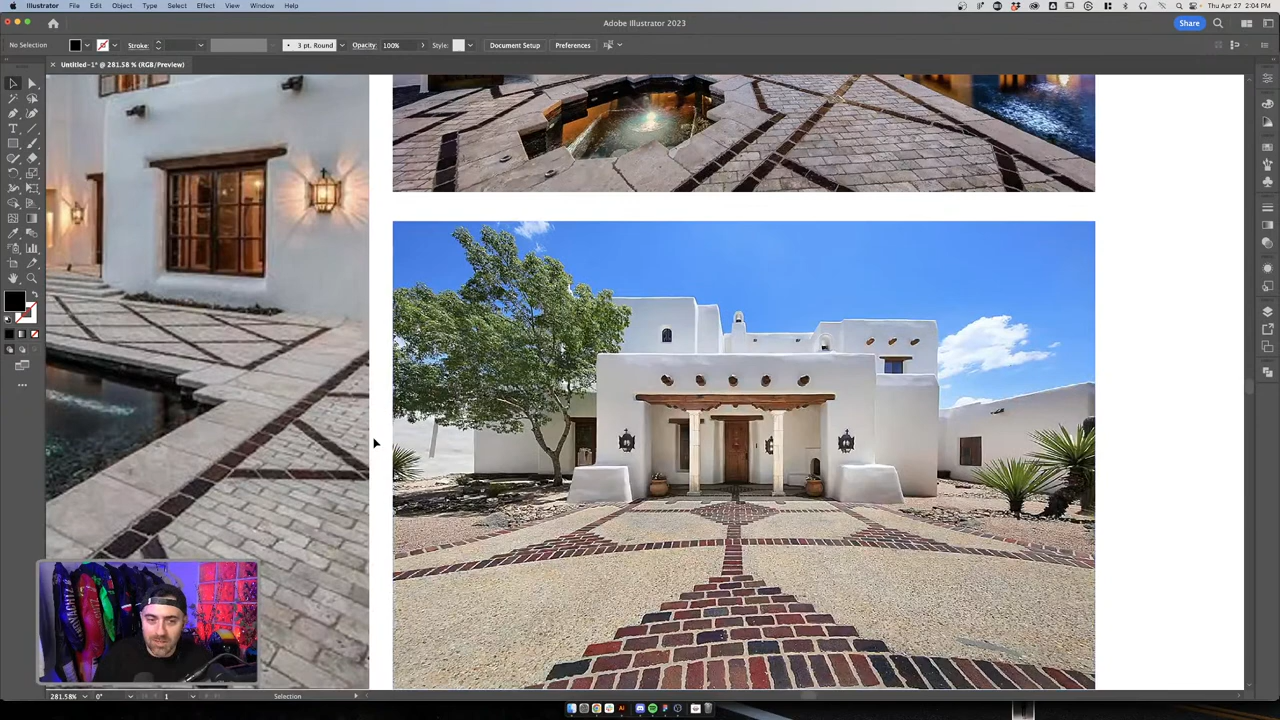 Illustrator File Edit Object Type Select Effect View Window Help Thu Apr 27 2:04 PM
Adobe Illustrator 2023 Share
No Selection Stroke: 3 pt. Round Opacity: 100% Style: Document Setup Preferences
Untitled-1* @ 281.58 % (RGB/Preview)
281.58% 0° 1 Selection